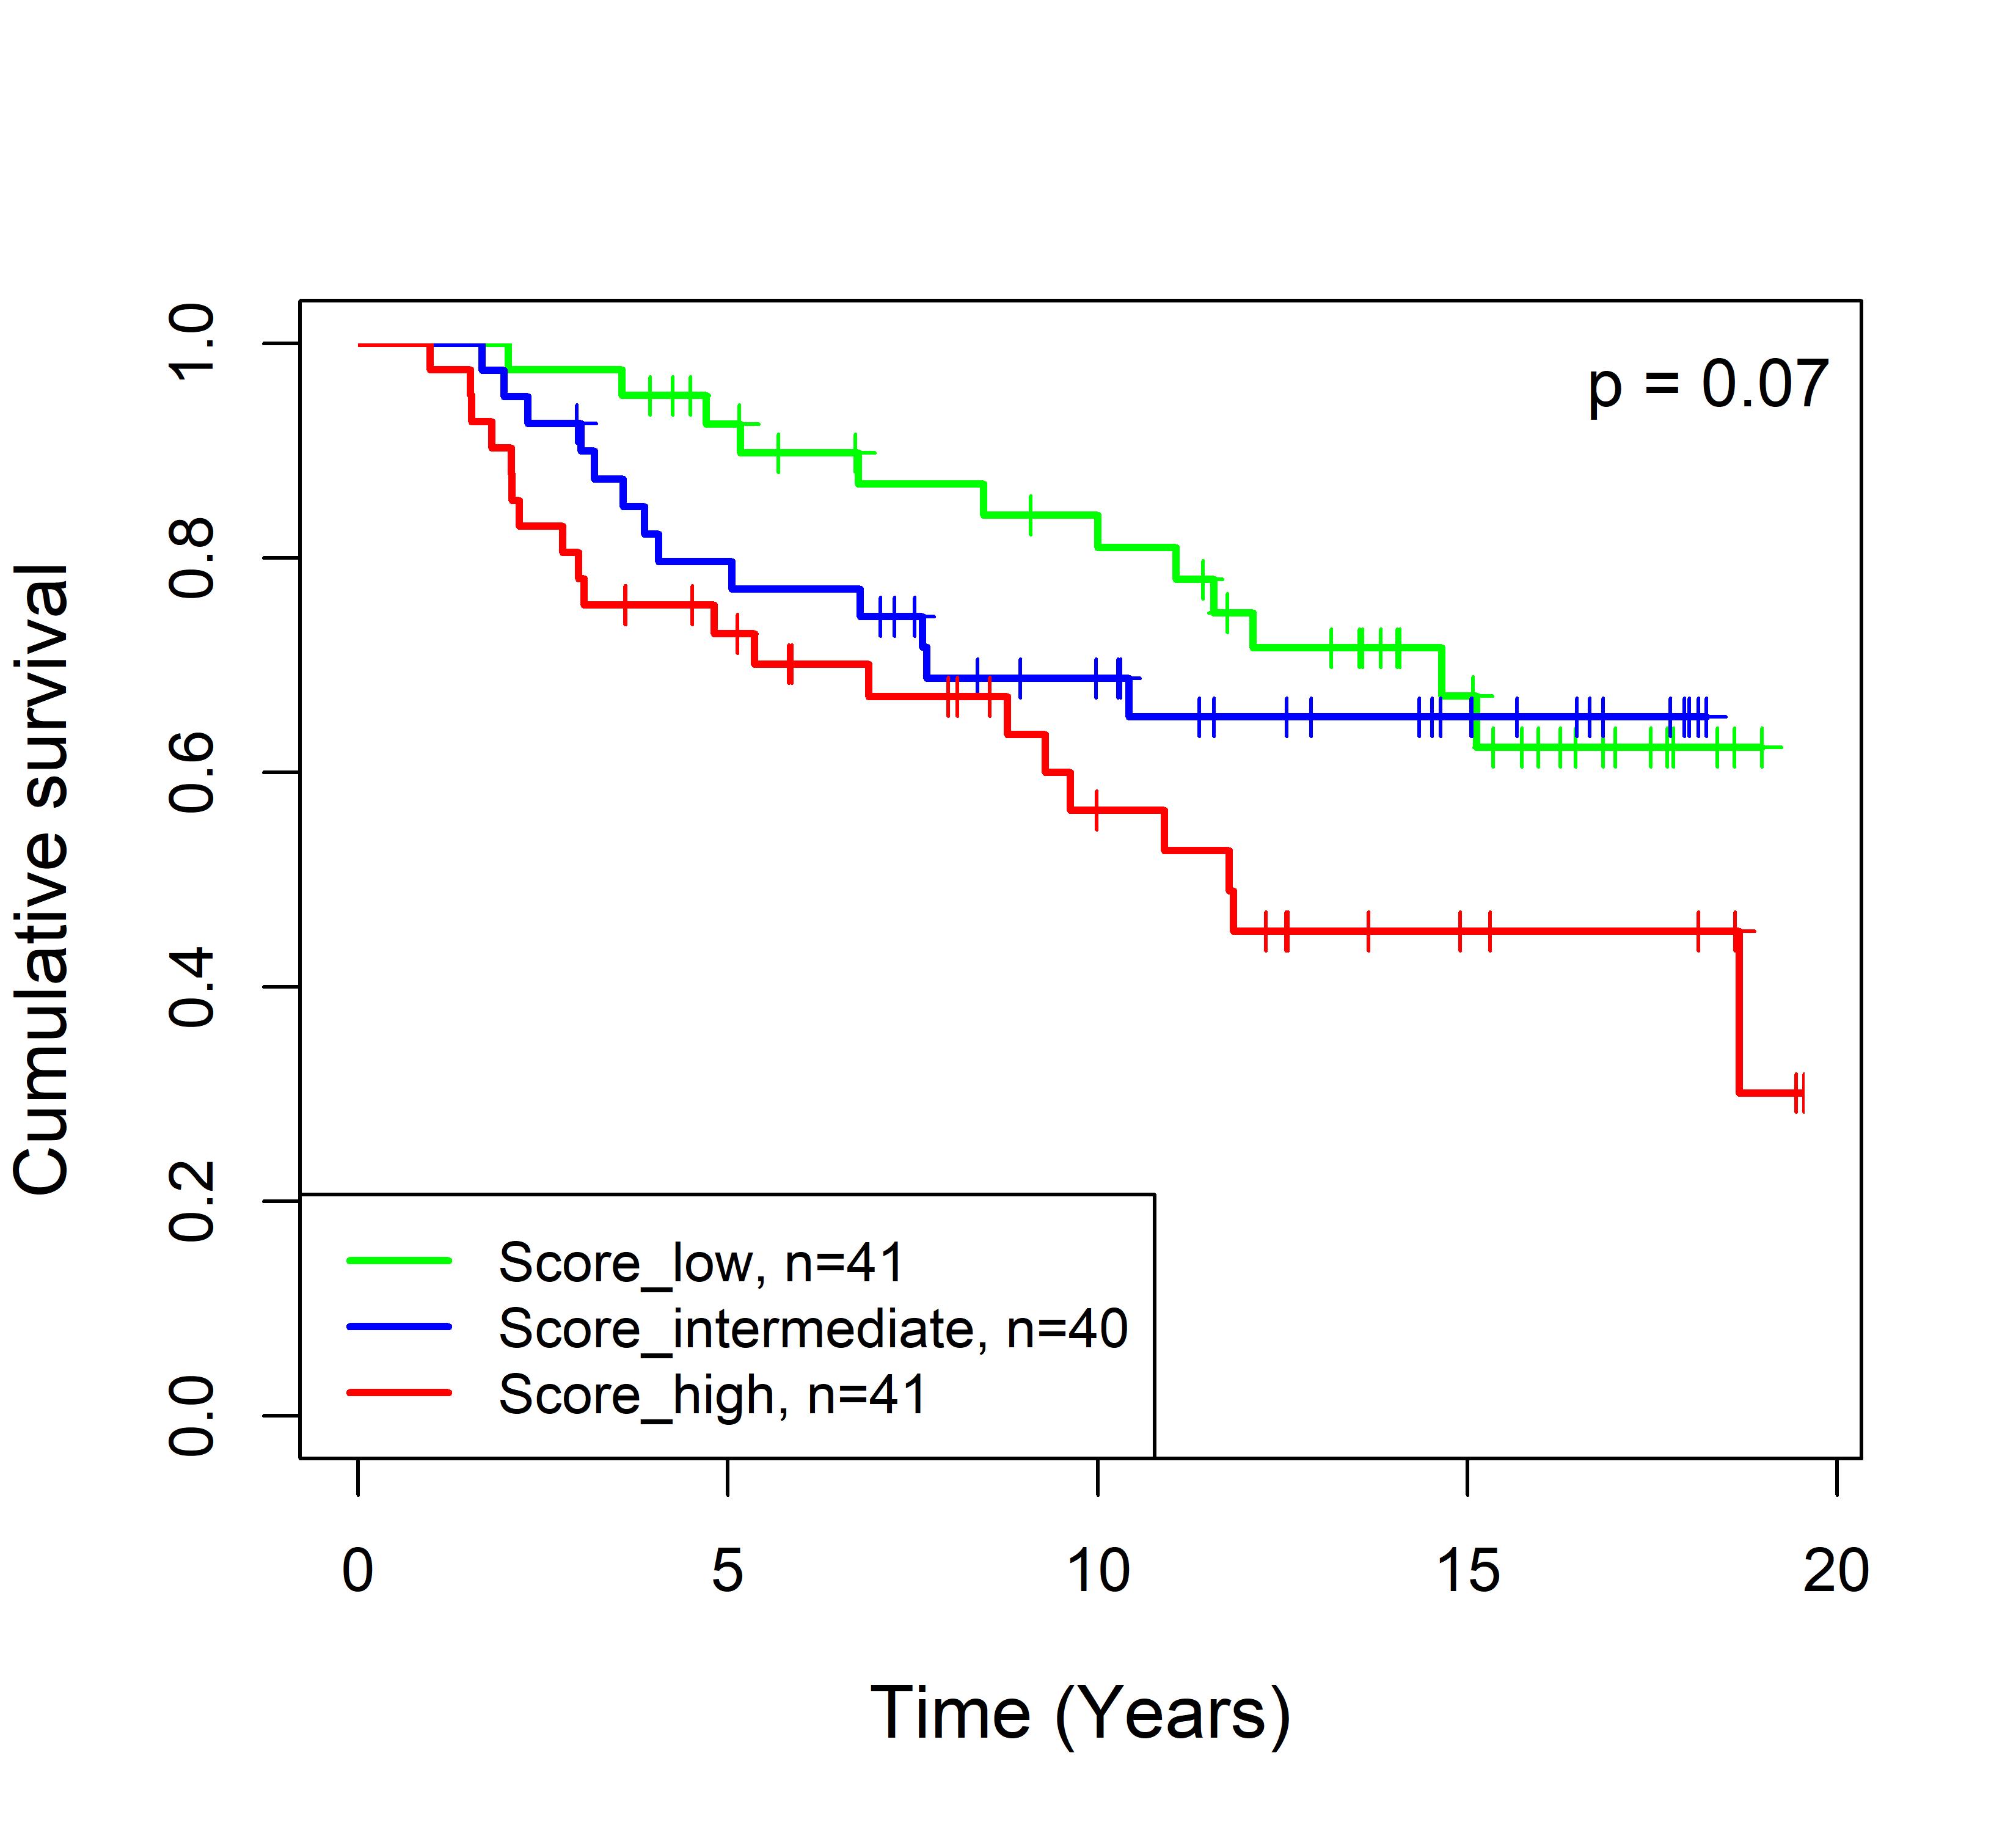 p = 0.07
Cumulative survival
1.0
0.8
0.6
0.4
0.2
0.0
Score_low, n=41
Score_intermediate, n=40
Score_high, n=41
0 5 10 15 20
Time (Years)